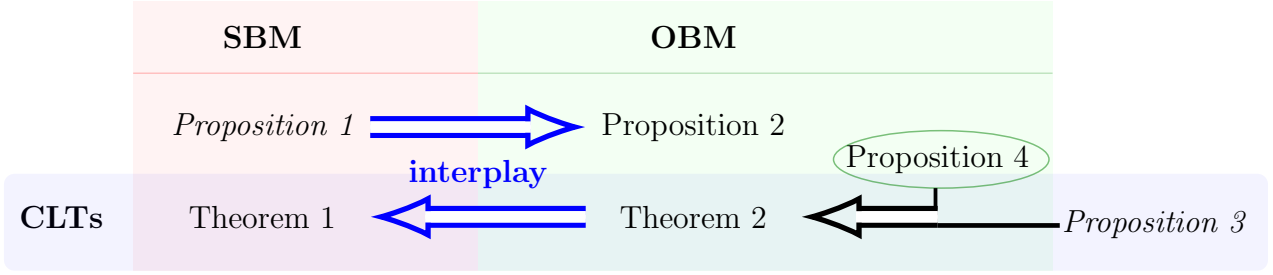 SBM OBM
Proposition 1 Proposition 2
Proposition 4
interplay
CLTs Theorem 1 Theorem 2 Proposition 3